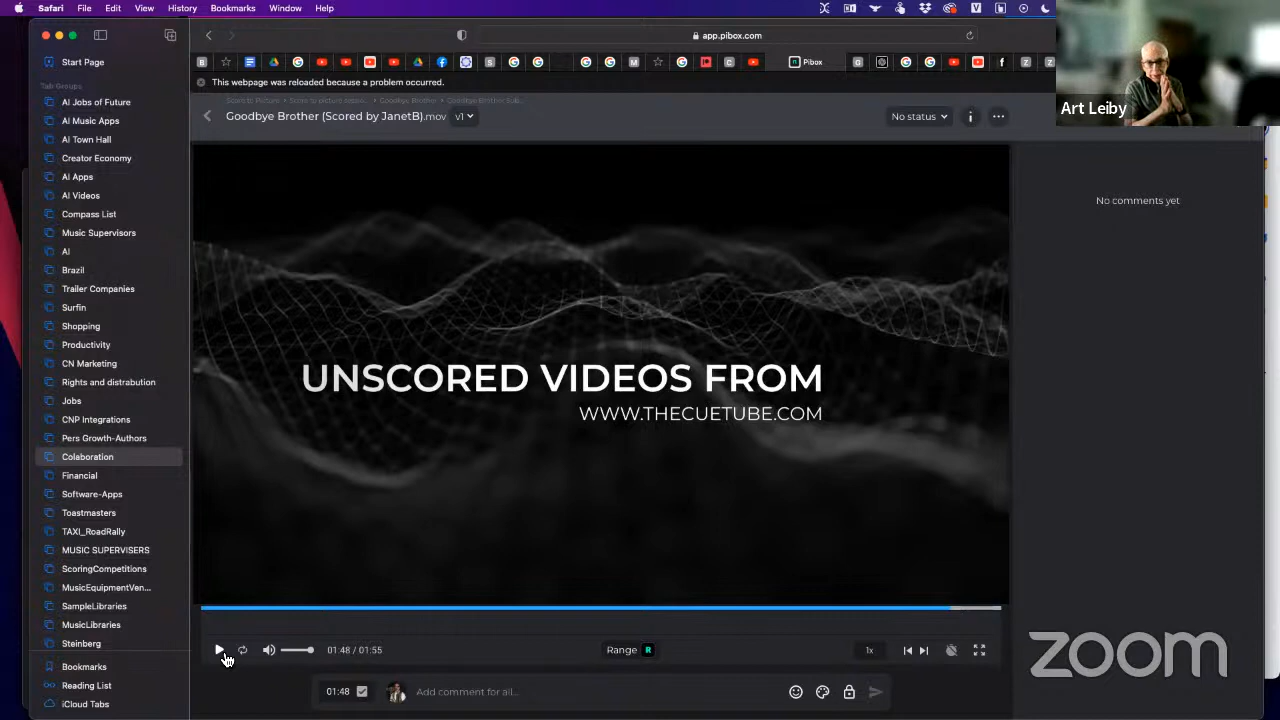 Safari File Edit View History Bookmarks Window Help
Start Page
app.pibox.com
Pibox
This webpage was reloaded because a problem occurred.
Goodbye Brother (Scored by JanetB).mov v1
No status
Art Leiby
No comments yet
Tab Groups
AI Jobs of Future
AI Music Apps
AI Town Hall
Creator Economy
AI Apps
AI Videos
Compass List
Music Supervisors
AI
Brazil
Trailer Companies
Surfin
Shopping
Productivity
CN Marketing
Rights and distrabution
Jobs
CNP Integrations
Pers Growth-Authors
Colaboration
Financial
Software-Apps
Toastmasters
TAXI_RoadRally
MUSIC SUPERVISERS
ScoringCompetitions
MusicEquipmentVen...
SampleLibraries
MusicLibraries
Steinberg
Bookmarks
Reading List
iCloud Tabs
UNSCORED VIDEOS FROM
WWW.THECUETUBE.COM
01:48 / 01:55
Range R
1x
01:48
Add comment for all...
zoom